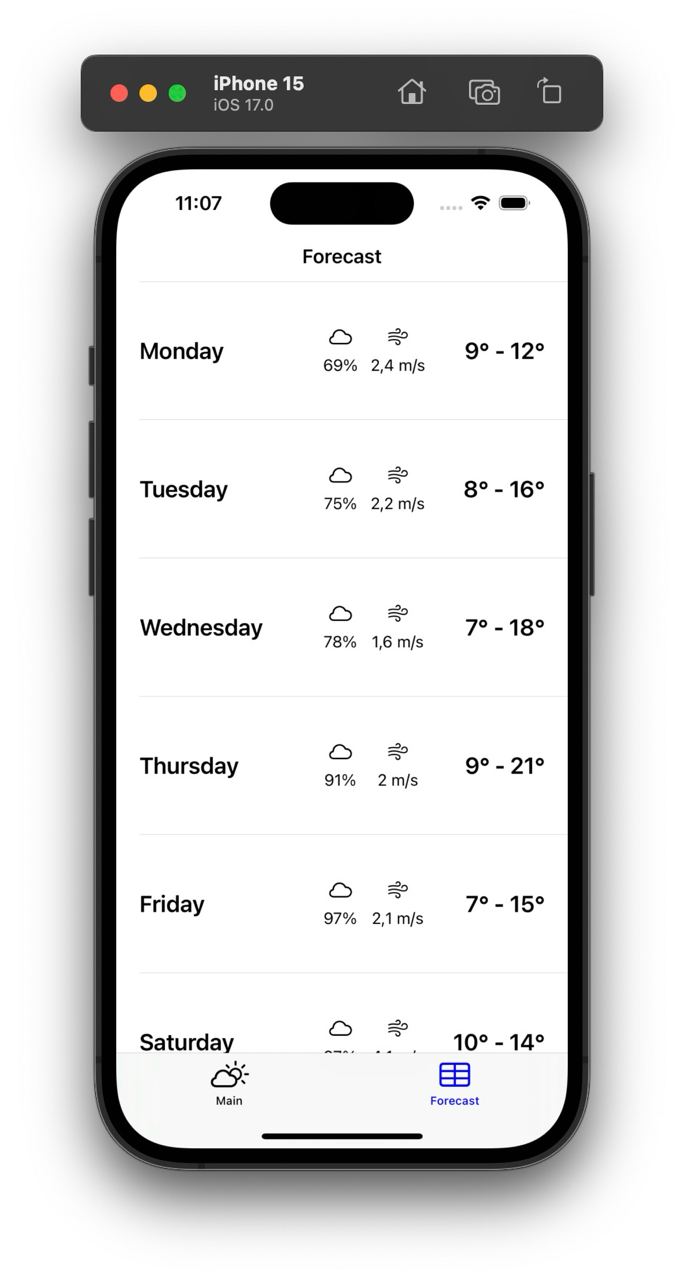 iPhone 15
iOS 17.0
11:07
Forecast
Monday 69% 2,4 m/s 9° - 12°
Tuesday 75% 2,2 m/s 8° - 16°
Wednesday 78% 1,6 m/s 7° - 18°
Thursday 91% 2 m/s 9° - 21°
Friday 97% 2,1 m/s 7° - 15°
Saturday 10° - 14°
Main Forecast